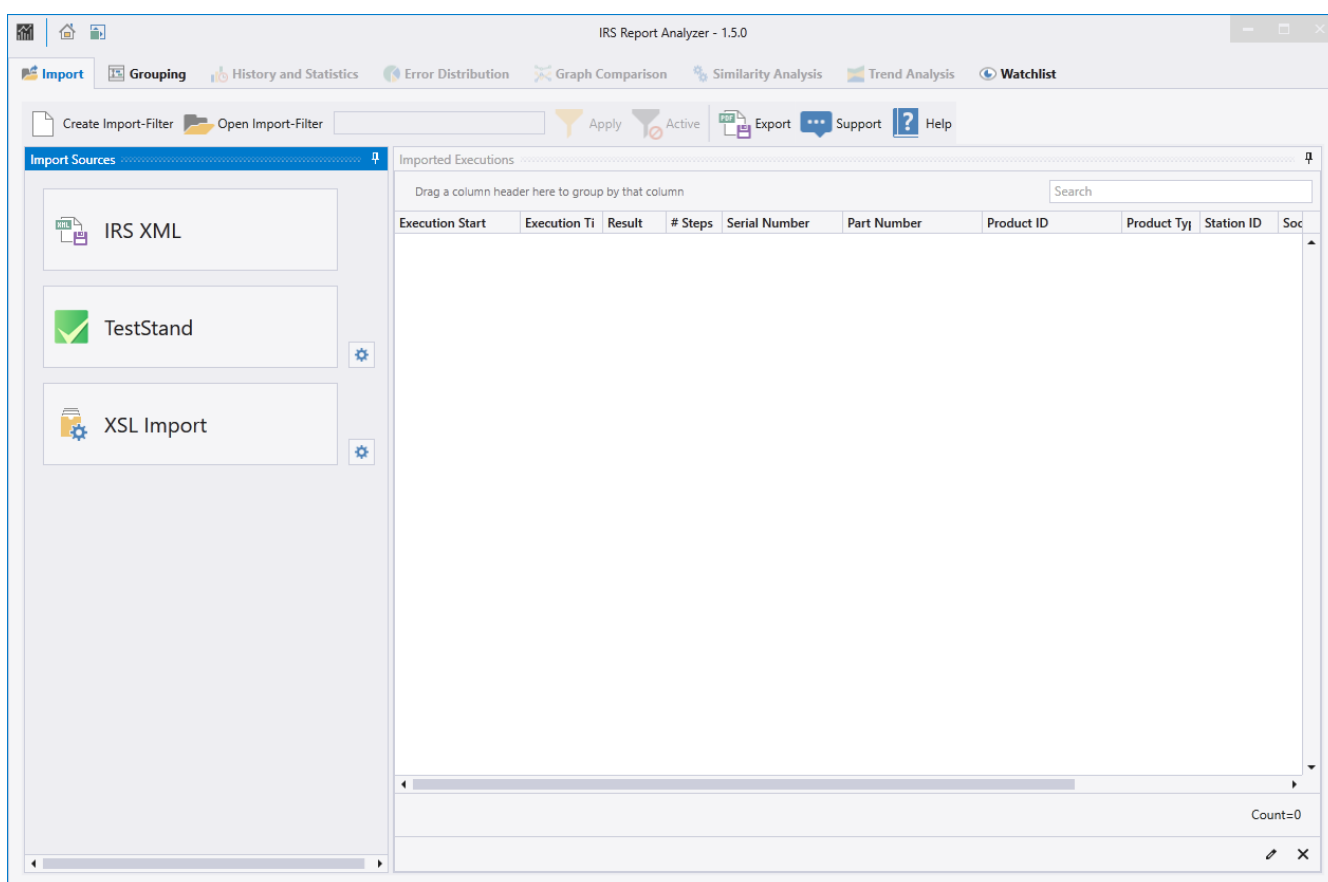 IRS Report Analyzer - 1.5.0
Import Grouping History and Statistics Error Distribution Graph Comparison Similarity Analysis Trend Analysis Watchlist
Create Import-Filter Open Import-Filter Apply Active PDF Export Support ? Help
Import Sources
XML IRS XML
TestStand
XSL Import
Imported Executions
Drag a column header here to group by that column Search
Execution Start Execution Ti Result # Steps Serial Number Part Number Product ID Product Typ Station ID Soc
Count=0